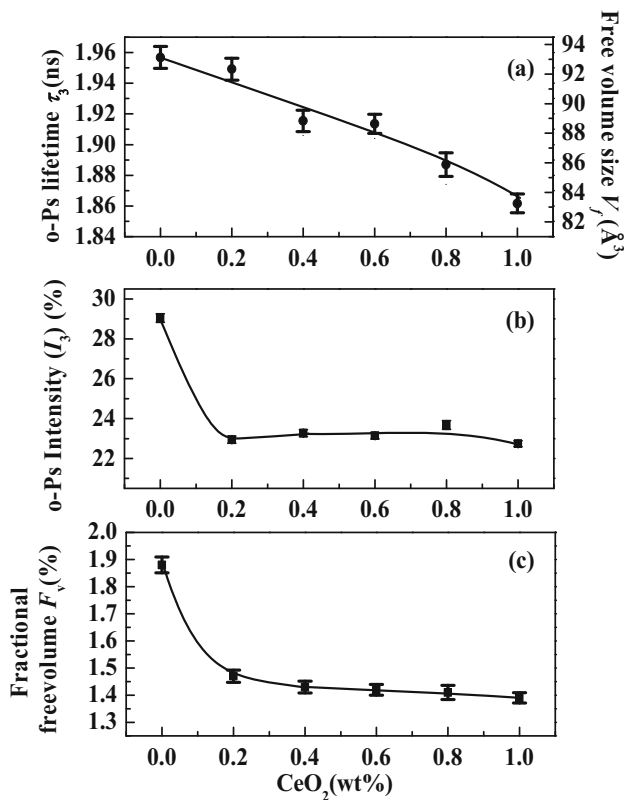 1.96
1.94
1.92
1.90
1.88
1.86
1.84
o-Ps lifetime τ₃(ns)
(a)
94
92
90
88
86
84
82
Free volume size V_f (Å³)
0.0 0.2 0.4 0.6 0.8 1.0
30
28
26
24
22
o-Ps Intensity (I₃) (%)
(b)
0.0 0.2 0.4 0.6 0.8 1.0
2.0
1.9
1.8
1.7
1.6
1.5
1.4
1.3
Fractional
freevolume F_v(%)
(c)
0.0 0.2 0.4 0.6 0.8 1.0
CeO₂(wt%)